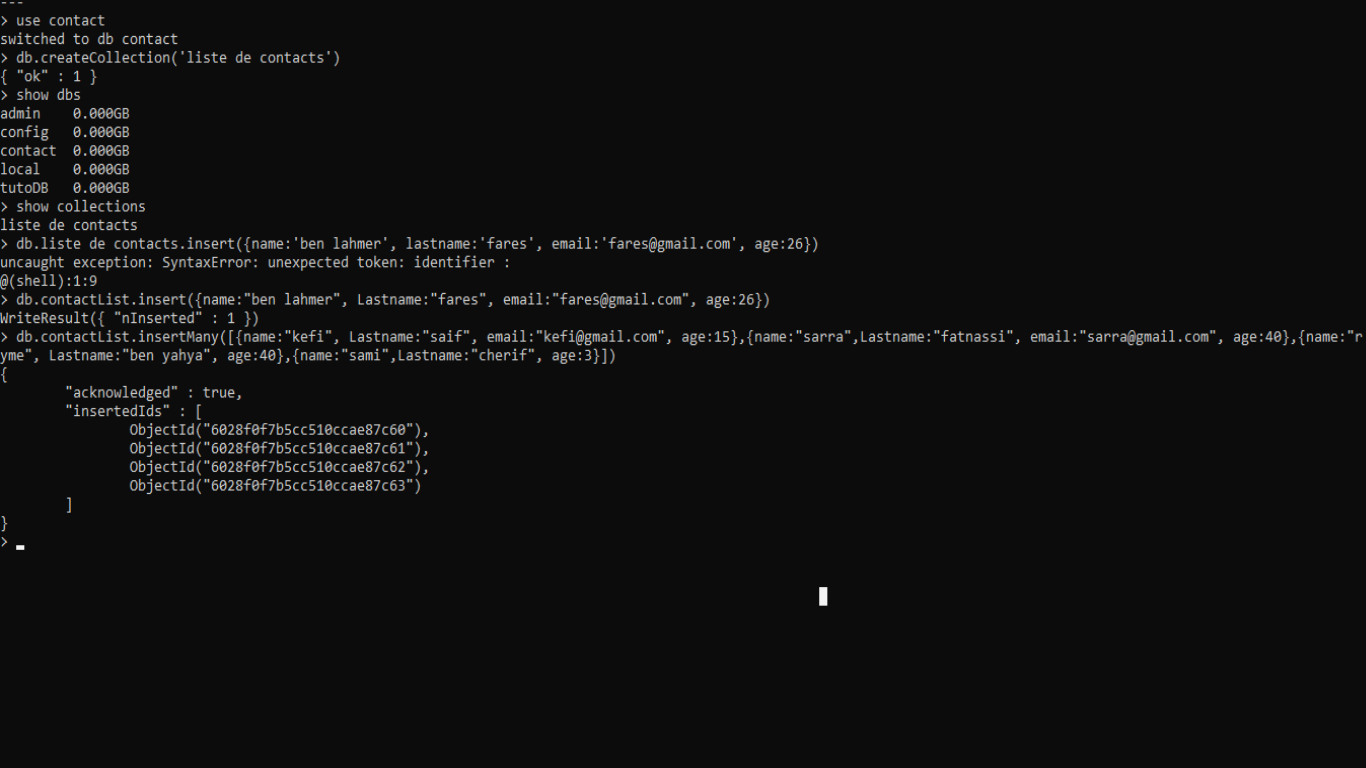 ---
> use contact
switched to db contact
> db.createCollection('liste de contacts')
{ "ok" : 1 }
> show dbs
admin    0.000GB
config   0.000GB
contact  0.000GB
local    0.000GB
tutoDB   0.000GB
> show collections
liste de contacts
> db.liste de contacts.insert({name:'ben lahmer', lastname:'fares', email:'fares@gmail.com', age:26})
uncaught exception: SyntaxError: unexpected token: identifier :
@(shell):1:9
> db.contactList.insert({name:"ben lahmer", Lastname:"fares", email:"fares@gmail.com", age:26})
WriteResult({ "nInserted" : 1 })
> db.contactList.insertMany([{name:"kefi", Lastname:"saif", email:"kefi@gmail.com", age:15},{name:"sarra",Lastname:"fatnassi", email:"sarra@gmail.com", age:40},{name:"r
yme", Lastname:"ben yahya", age:40},{name:"sami",Lastname:"cherif", age:3}])
{
        "acknowledged" : true,
        "insertedIds" : [
                ObjectId("6028f0f7b5cc510ccae87c60"),
                ObjectId("6028f0f7b5cc510ccae87c61"),
                ObjectId("6028f0f7b5cc510ccae87c62"),
                ObjectId("6028f0f7b5cc510ccae87c63")
        ]
}
>